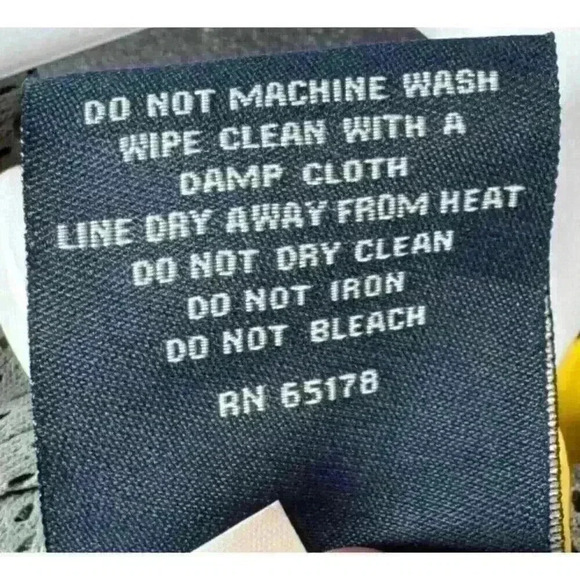 DO NOT MACHINE WASH
WIPE CLEAN WITH A
DAMP CLOTH
LINE DRY AWAY FROM HEAT
DO NOT DRY CLEAN
DO NOT IRON
DO NOT BLEACH
RN 65178